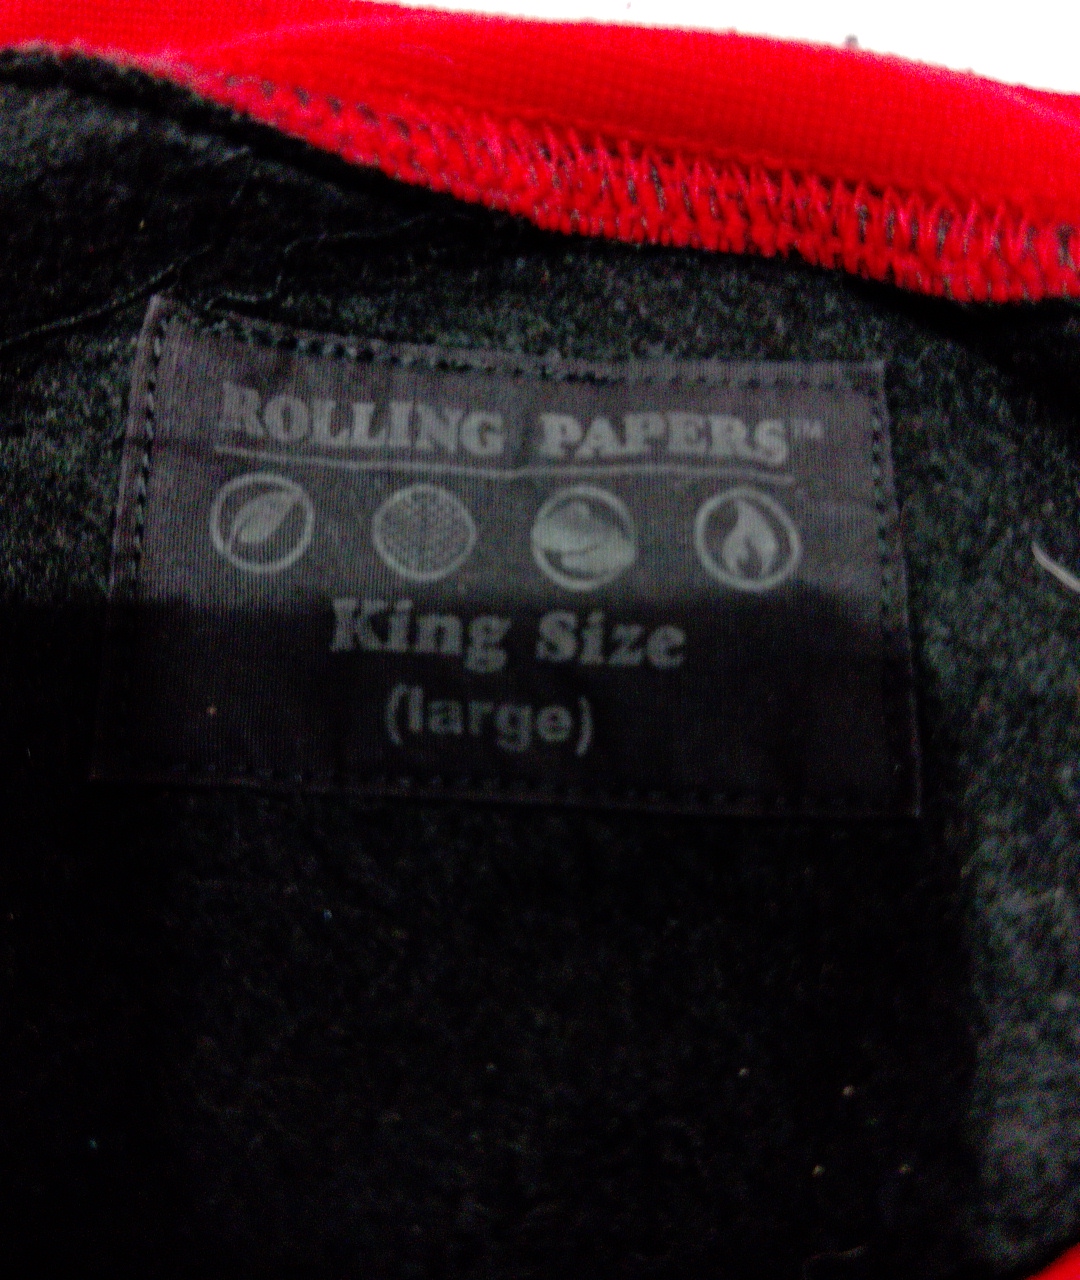 ROLLING PAPERS™
King Size
(large)